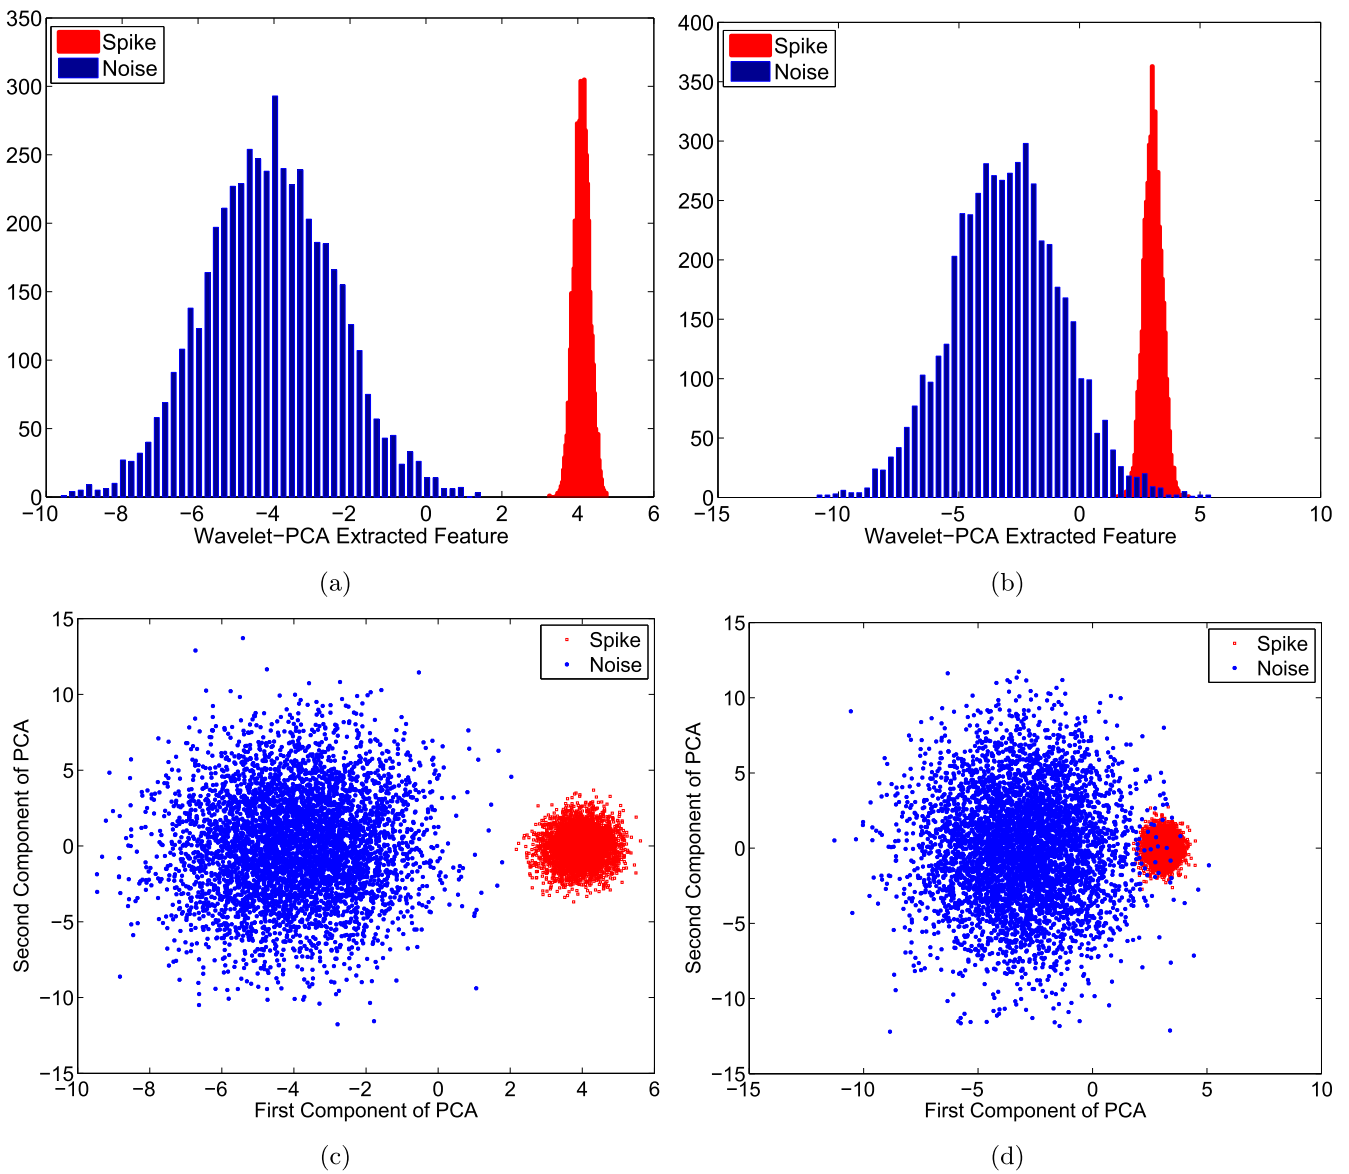 350
300
250
200
150
100
50
0
Spike
Noise
−10 −8 −6 −4 −2 0 2 4 6
Wavelet−PCA Extracted Feature
(a)
400
350
300
250
200
150
100
50
0
Spike
Noise
−15 −10 −5 0 5 10
Wavelet−PCA Extracted Feature
(b)
15
10
5
0
−5
−10
−15
Second Component of PCA
Spike
Noise
−10 −8 −6 −4 −2 0 2 4 6
First Component of PCA
(c)
15
10
5
0
−5
−10
−15
Second Component of PCA
Spike
Noise
−15 −10 −5 0 5 10
First Component of PCA
(d)